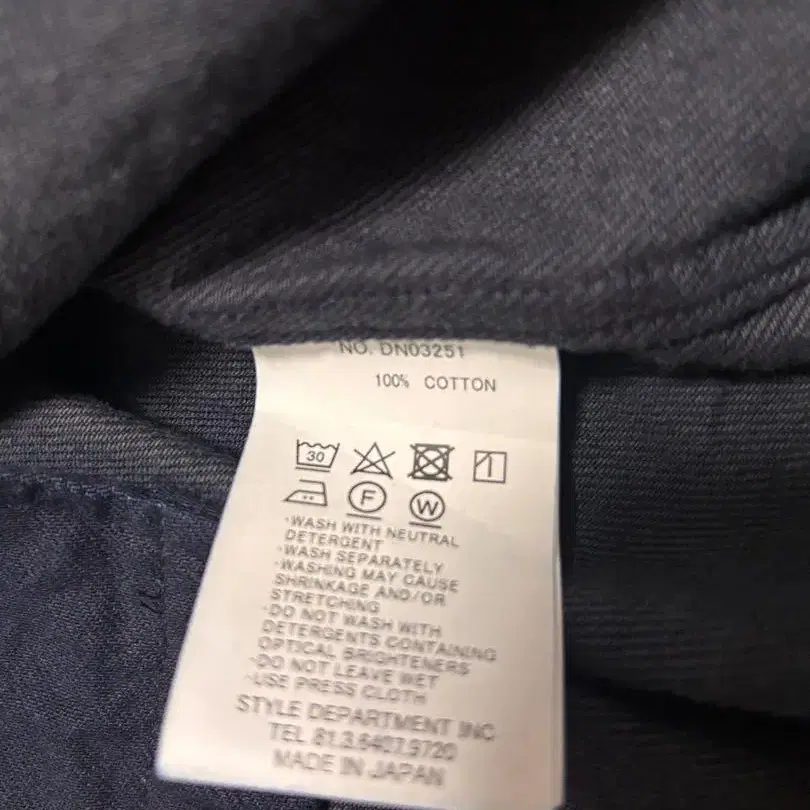 NO. DN03251
100% COTTON
30
F W
·WASH WITH NEUTRAL
DETERGENT
·WASH SEPARATELY
·WASHING MAY CAUSE
SHRINKAGE AND/OR
STRETCHING
·DO NOT WASH WITH
DETERGENTS CONTAINING
OPTICAL BRIGHTENERS
·DO NOT LEAVE WET
·USE PRESS CLOTH
STYLE DEPARTMENT INC.
TEL 81.3.6407.9720
MADE IN JAPAN